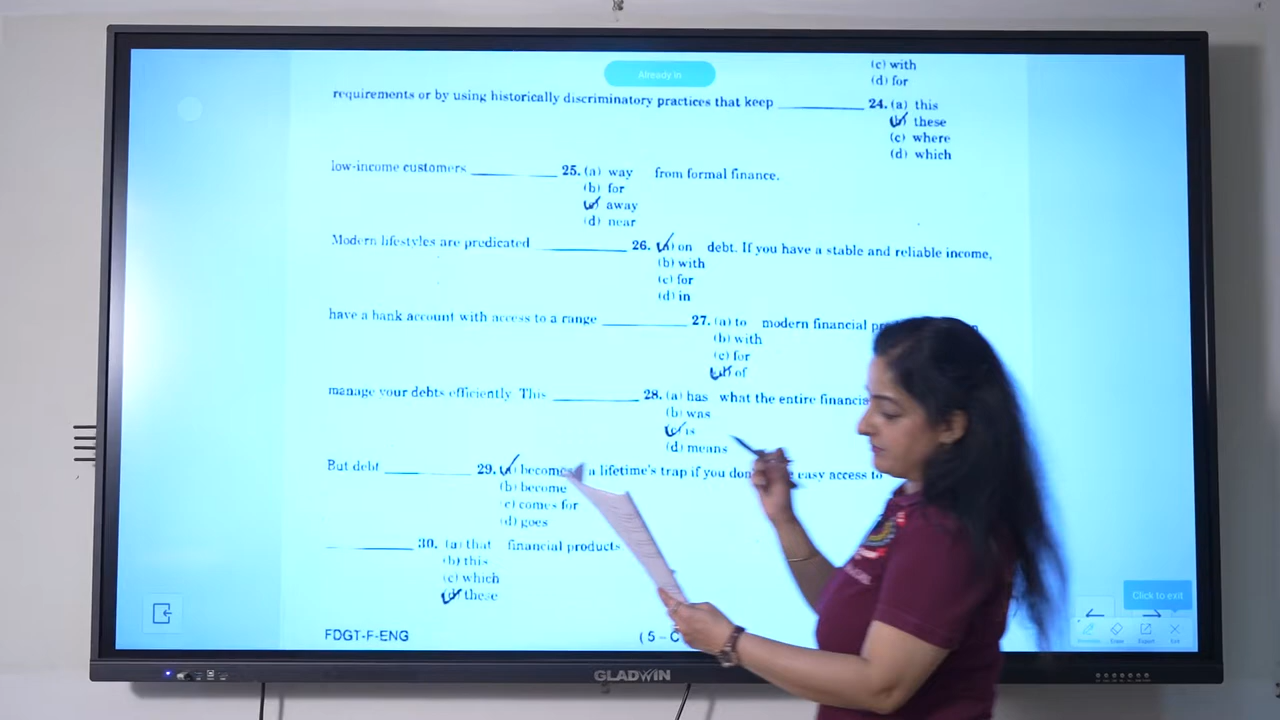 Already In
(c) with
(d) for
requirements or by using historically discriminatory practices that keep ________ 24. (a) this
(b) these
(c) where
(d) which
low-income customers ________ 25. (a) way from formal finance.
(b) for
(c) away
(d) near
Modern lifestyles are predicated ________ 26. (a) on debt. If you have a stable and reliable income,
(b) with
(c) for
(d) in
have a bank account with access to a range ________ 27. (a) to modern financial
(b) with
(c) for
(d) of
manage your debts efficiently. This ________ 28. (a) has what the entire
(b) was
(c) is
(d) means
But debt ________ 29. (a) becomes a lifetime's trap if you easy access to
(b) become
(c) comes for
(d) goes
________ 30. (a) that financial products
(b) this
(c) which
(d) these
FDGT-F-ENG
( 5 – C
Click to exit
Erase Export Exit
GLADWIN